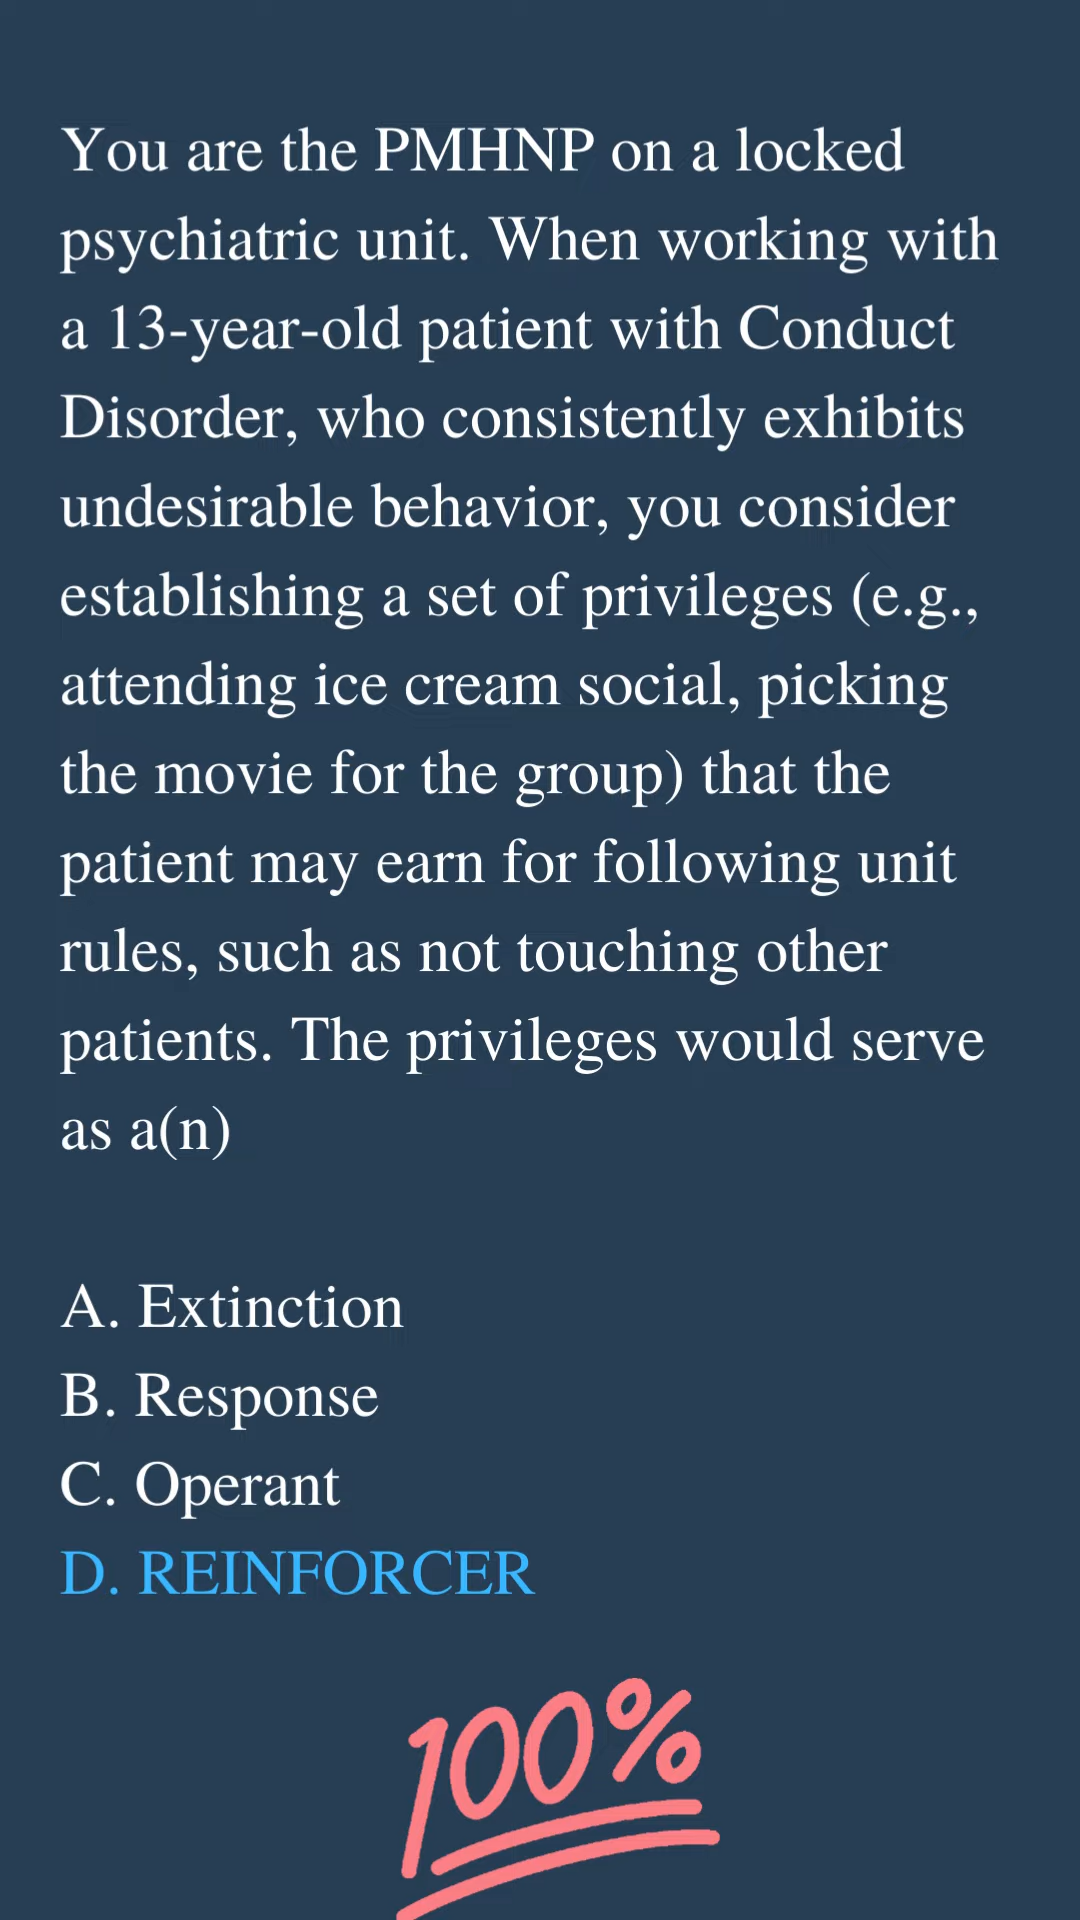 You are the PMHNP on a locked
psychiatric unit. When working with
a 13-year-old patient with Conduct
Disorder, who consistently exhibits
undesirable behavior, you consider
establishing a set of privileges (e.g.,
attending ice cream social, picking
the movie for the group) that the
patient may earn for following unit
rules, such as not touching other
patients. The privileges would serve
as a(n)
A. Extinction
B. Response
C. Operant
D. REINFORCER
100%